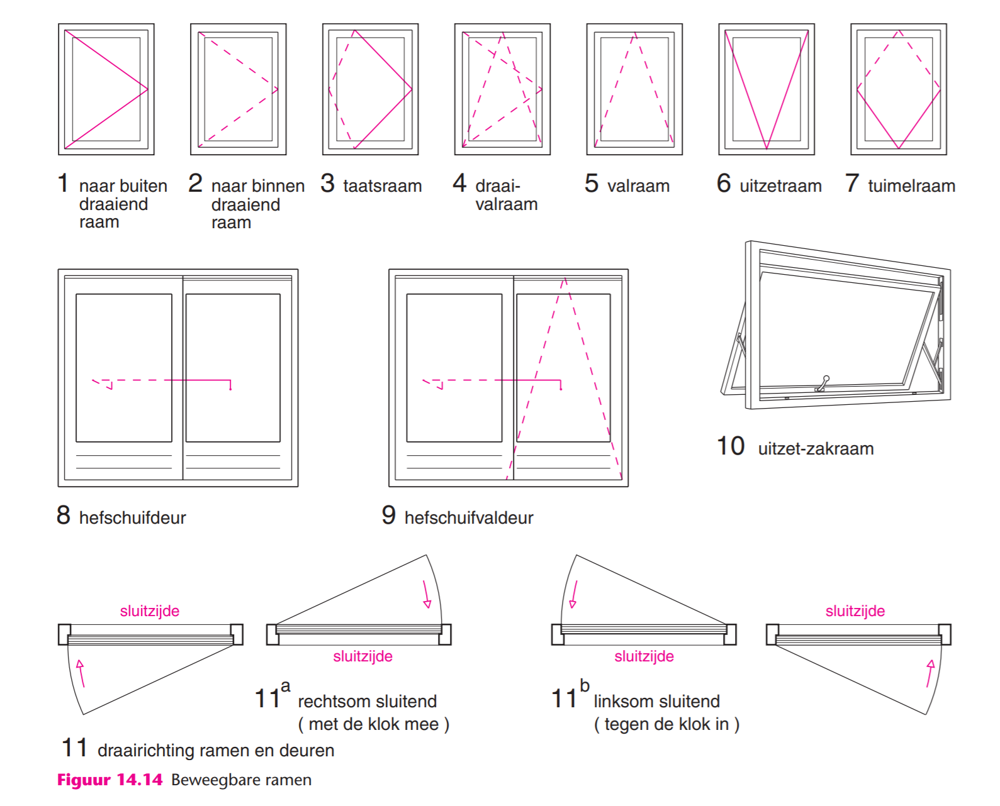 1 naar buiten
draaiend
raam
2 naar binnen
draaiend
raam
3 taatsraam
4 draai-
valraam
5 valraam
6 uitzetraam
7 tuimelraam
8 hefschuifdeur
9 hefschuifvaldeur
10 uitzet-zakraam
sluitzijde
sluitzijde
11a rechtsom sluitend
( met de klok mee )
sluitzijde
11b linksom sluitend
( tegen de klok in )
sluitzijde
11 draairichting ramen en deuren
Figuur 14.14 Beweegbare ramen